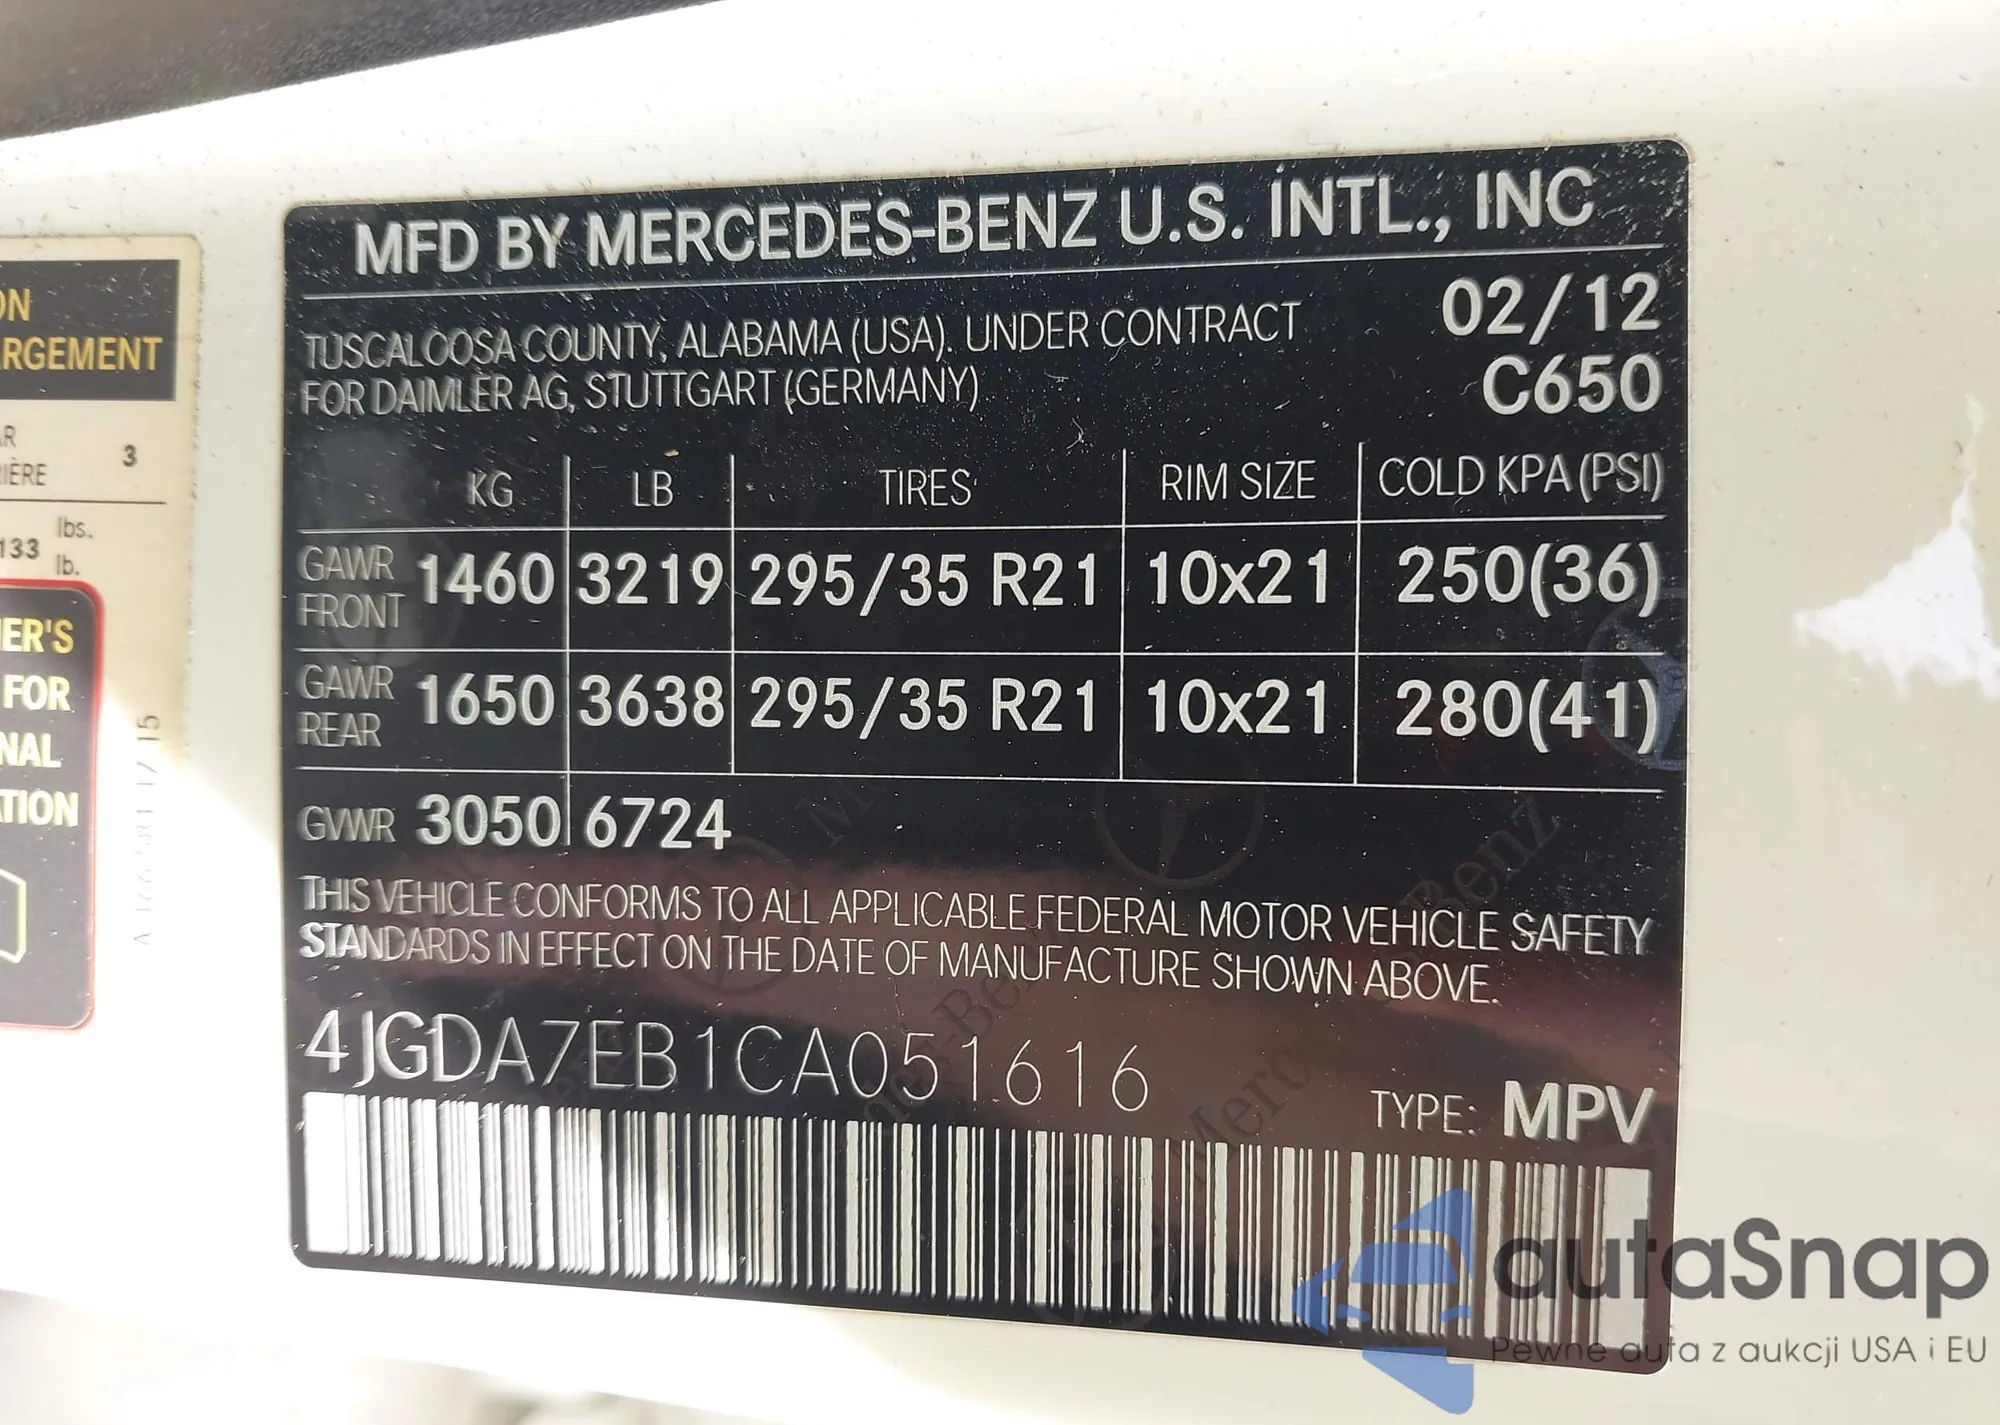 ON
RGEMENT
AR
IÈRE
3
133
lbs.
lb.
ER'S
FOR
NAL
ATION
MFD BY MERCEDES-BENZ U.S. INTL., INC
TUSCALOOSA COUNTY, ALABAMA (USA). UNDER CONTRACT
FOR DAIMLER AG, STUTTGART (GERMANY)
02/12
C650
KG LB TIRES RIM SIZE COLD KPA (PSI)
GAWR FRONT 1460 3219 295/35 R21 10x21 250(36)
GAWR REAR 1650 3638 295/35 R21 10x21 280(41)
GVWR 3050 6724
THIS VEHICLE CONFORMS TO ALL APPLICABLE FEDERAL MOTOR VEHICLE SAFETY
STANDARDS IN EFFECT ON THE DATE OF MANUFACTURE SHOWN ABOVE.
4JGDA7EB1CA051616
TYPE: MPV
autaSnap
Pewne auta z aukcji USA i EU